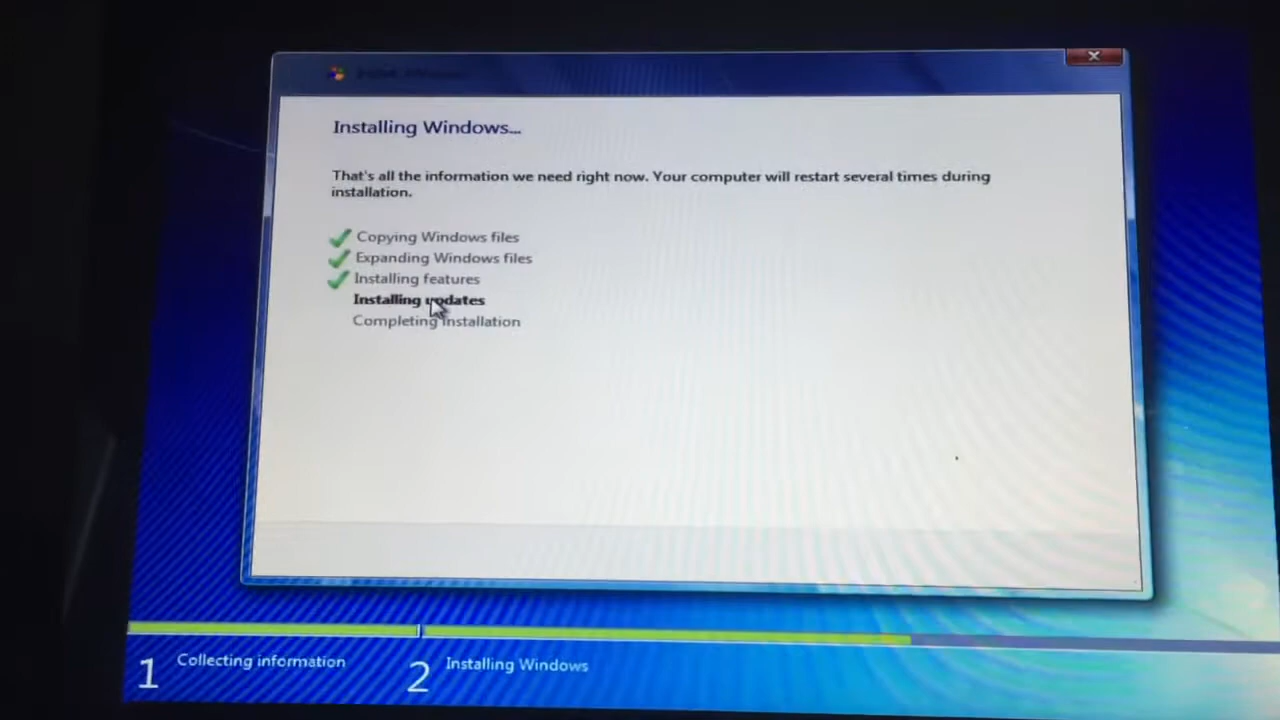 Installing Windows...
That's all the information we need right now. Your computer will restart several times during
installation.
Copying Windows files
Expanding Windows files
Installing features
Installing updates
Completing installation
1 Collecting information
2 Installing Windows